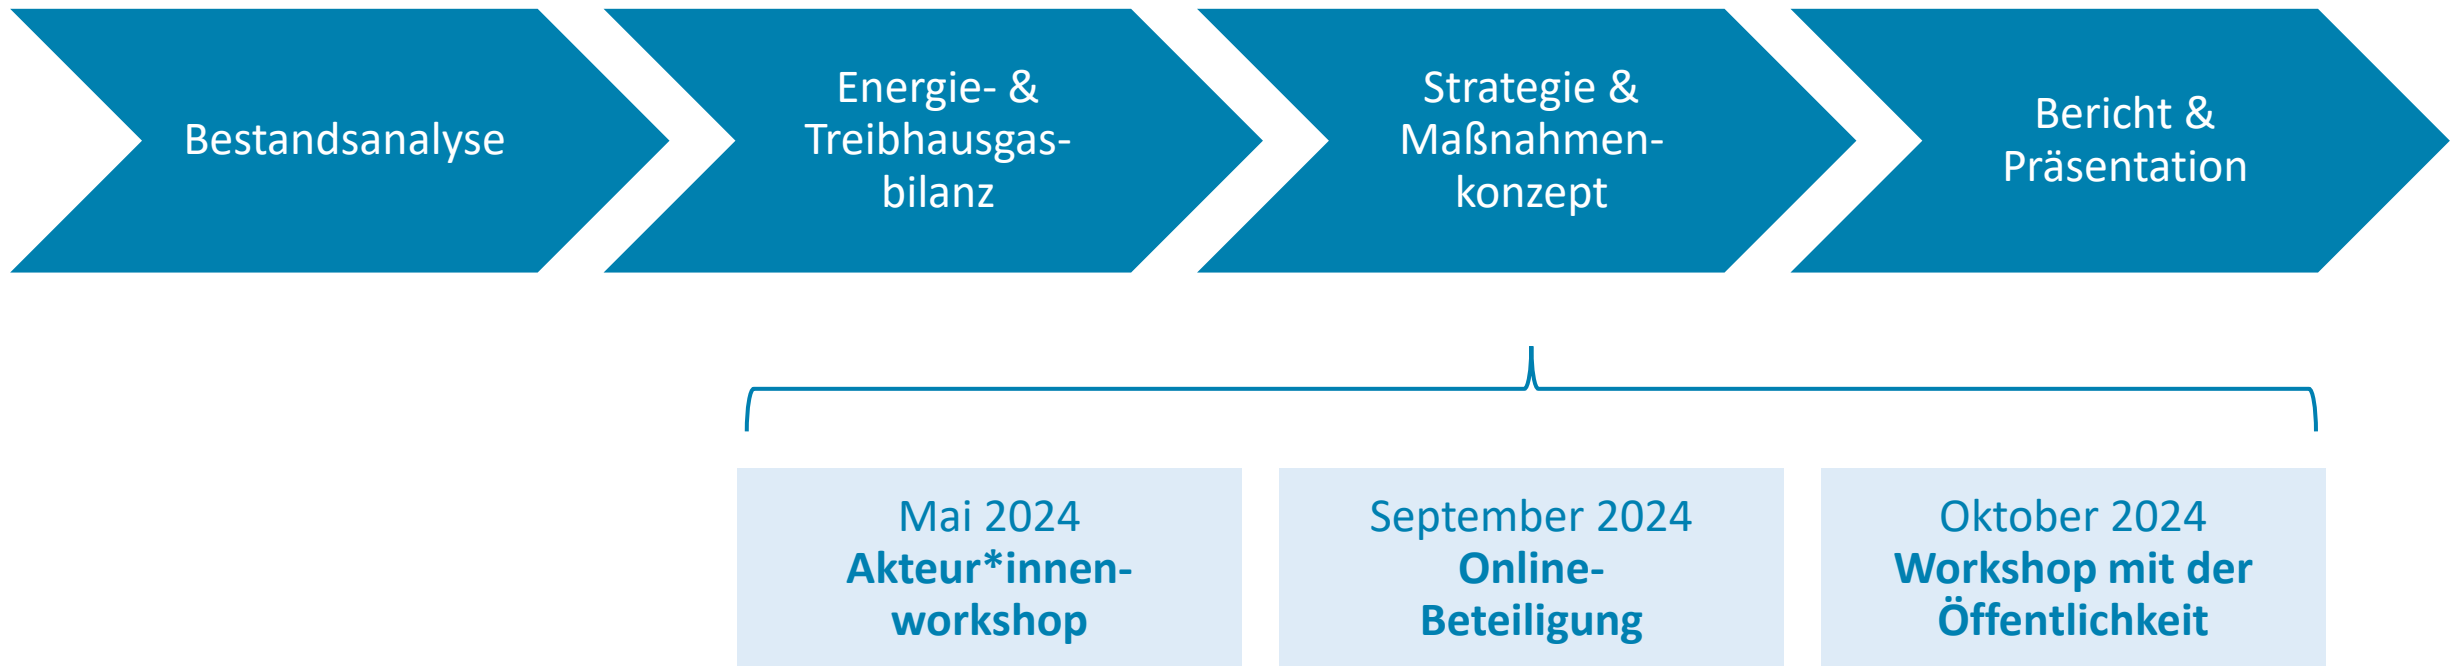 Bestandsanalyse
Energie- &
Treibhausgas-
bilanz
Strategie &
Maßnahmen-
konzept
Bericht &
Präsentation
Mai 2024
Akteur*innen-
workshop
September 2024
Online-
Beteiligung
Oktober 2024
Workshop mit der
Öffentlichkeit